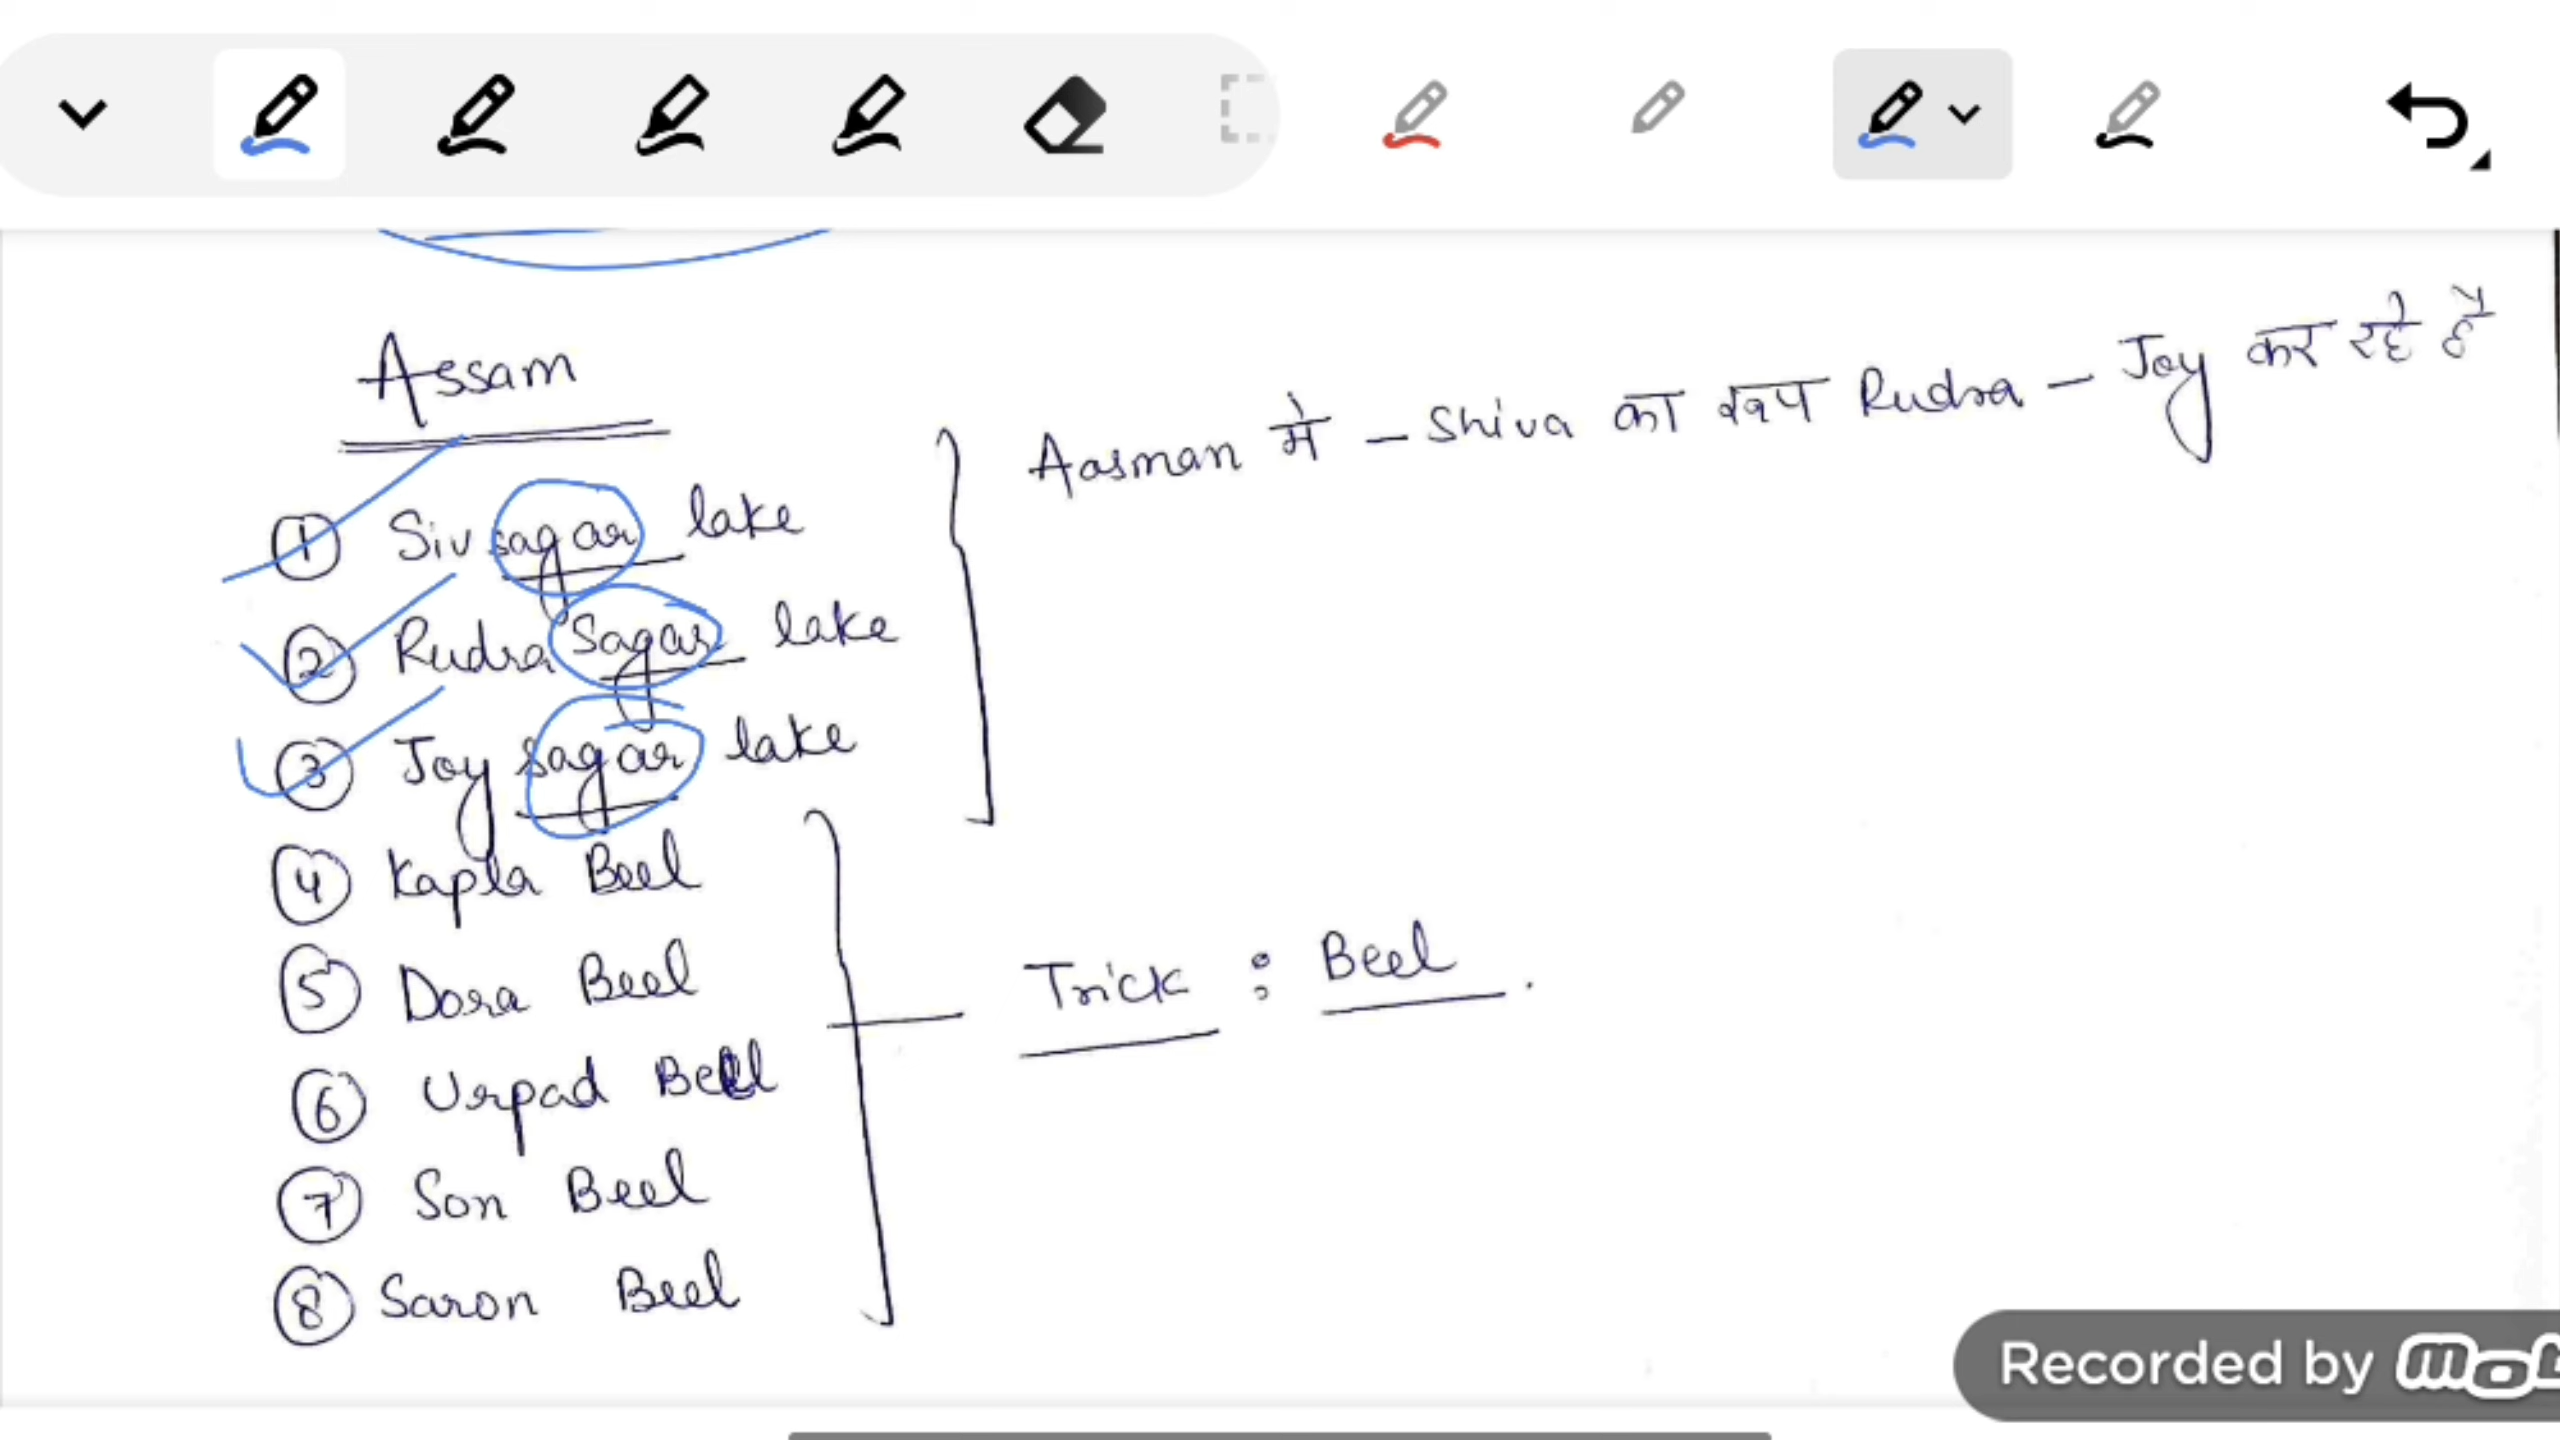 Assam
Aasman में - Shiva का रूप Rudra - Joy कर रहे हैं
① Siv sagar lake
② Rudra Sagar lake
③ Joy sagar lake
④ Kapla Beel
⑤ Dora Beel
Trick : Beel .
⑥ Urpad Beel
⑦ Son Beel
⑧ Saron Beel
Recorded by